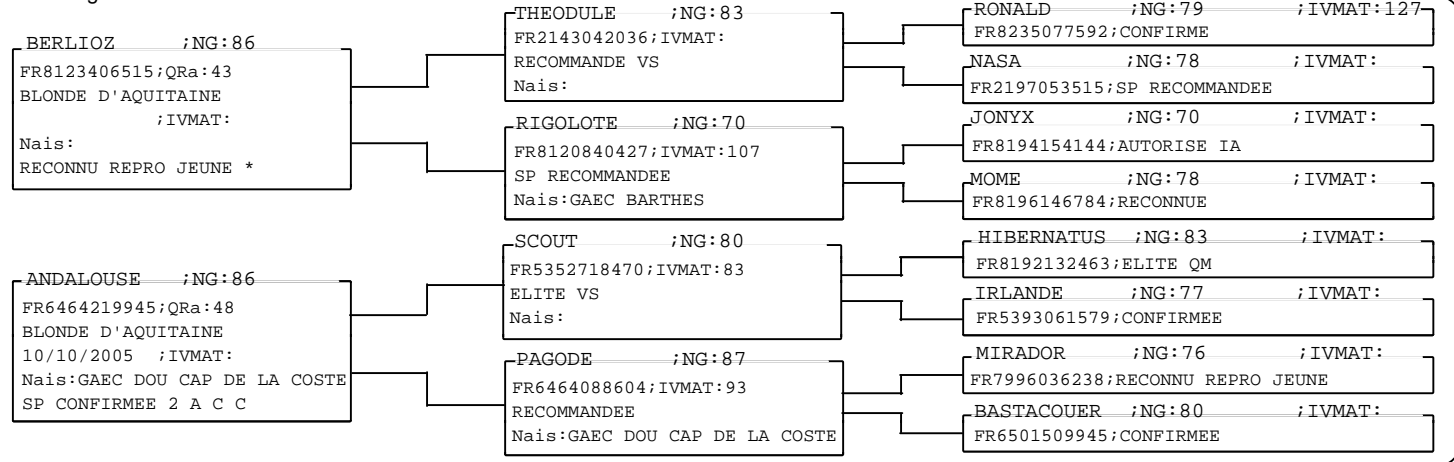 BERLIOZ ;NG:86
FR8123406515;QRa:43
BLONDE D'AQUITAINE
;IVMAT:
Nais:
RECONNU REPRO JEUNE *
ANDALOUSE ;NG:86
FR6464219945;QRa:48
BLONDE D'AQUITAINE
10/10/2005 ;IVMAT:
Nais:GAEC DOU CAP DE LA COSTE
SP CONFIRMEE 2 A C C
THEODULE ;NG:83
FR2143042036;IVMAT:
RECOMMANDE VS
Nais:
RIGOLOTE ;NG:70
FR8120840427;IVMAT:107
SP RECOMMANDEE
Nais:GAEC BARTHES
SCOUT ;NG:80
FR5352718470;IVMAT:83
ELITE VS
Nais:
PAGODE ;NG:87
FR6464088604;IVMAT:93
RECOMMANDEE
Nais:GAEC DOU CAP DE LA COSTE
RONALD ;NG:79 ;IVMAT:127
FR8235077592;CONFIRME
NASA ;NG:78 ;IVMAT:
FR2197053515;SP RECOMMANDEE
JONYX ;NG:70 ;IVMAT:
FR8194154144;AUTORISE IA
MOME ;NG:78 ;IVMAT:
FR8196146784;RECONNUE
HIBERNATUS ;NG:83 ;IVMAT:
FR8192132463;ELITE QM
IRLANDE ;NG:77 ;IVMAT:
FR5393061579;CONFIRMEE
MIRADOR ;NG:76 ;IVMAT:
FR7996036238;RECONNU REPRO JEUNE
BASTACOUER ;NG:80 ;IVMAT:
FR6501509945;CONFIRMEE